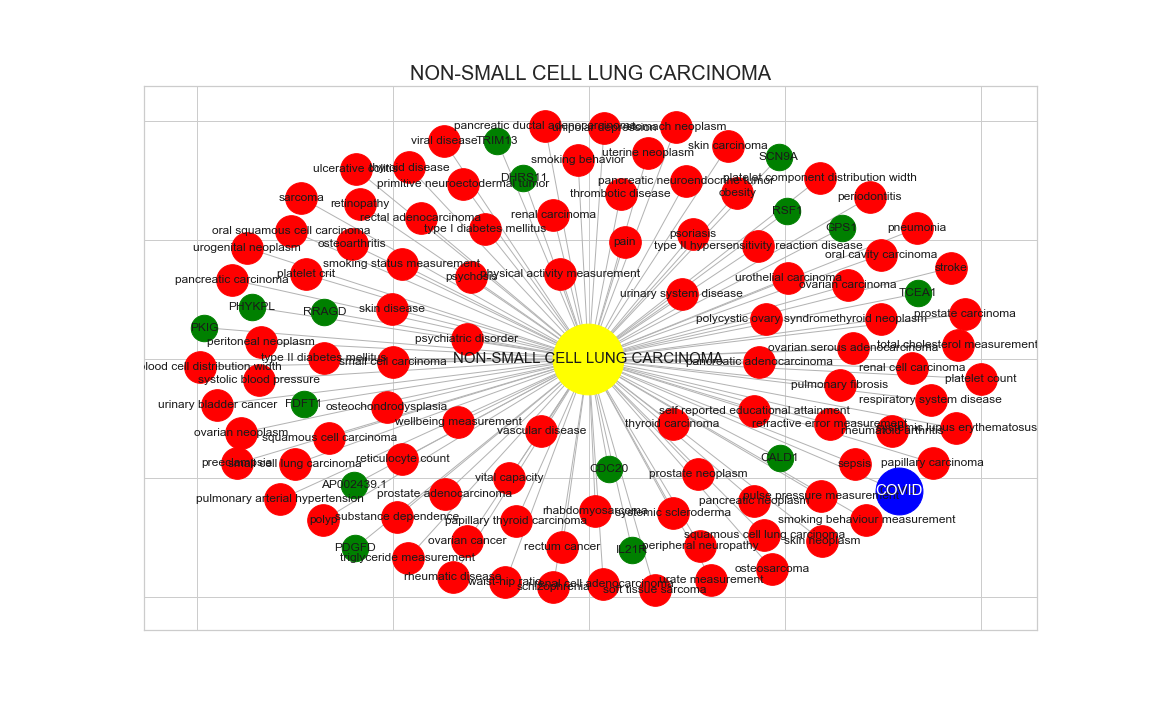 NON-SMALL CELL LUNG CARCINOMA
pancreatic ductal adenocarcinoma
unipolar depression
stomach neoplasm
viral disease
TRIM13
smoking behavior
uterine neoplasm
skin carcinoma
SCN9A
ulcerative colitis
thyroid disease
primitive neuroectodermal tumor
DHRS11
thrombotic disease
pancreatic neuroendocrine tumor
obesity
platelet component distribution width
periodontitis
sarcoma
retinopathy
rectal adenocarcinoma
renal carcinoma
RSF1
GPS1
pneumonia
oral squamous cell carcinoma
type I diabetes mellitus
psoriasis
pain
urogenital neoplasm
osteoarthritis
type II hypersensitivity reaction disease
oral cavity carcinoma
smoking status measurement
stroke
pancreatic carcinoma
platelet crit
psychosis
physical activity measurement
urothelial carcinoma
ovarian carcinoma
urinary system disease
TCEA1
PHYKPL
RRAGD
skin disease
polycystic ovary syndrome
thyroid neoplasm
prostate carcinoma
PKIG
peritoneal neoplasm
psychiatric disorder
ovarian serous adenocarcinoma
total cholesterol measurement
type II diabetes mellitus
small cell carcinoma
NON-SMALL CELL LUNG CARCINOMA
pancreatic adenocarcinoma
blood cell distribution width
systolic blood pressure
renal cell carcinoma
platelet count
pulmonary fibrosis
urinary bladder cancer
FDFT1
osteochondrodysplasia
self reported educational attainment
respiratory system disease
ovarian neoplasm
squamous cell carcinoma
wellbeing measurement
vascular disease
thyroid carcinoma
refractive error measurement
rheumatoid arthritis
lupus erythematosus
preeclampsia
cell lung carcinoma
reticulocyte count
CDC20
CALD1
sepsis
papillary carcinoma
AP002439.1
vital capacity
prostate neoplasm
COVID
pulmonary arterial hypertension
prostate adenocarcinoma
pancreatic neoplasm
pulse pressure measurement
polyp
substance dependence
papillary thyroid carcinoma
rhabdomyosarcoma
systemic scleroderma
smoking behaviour measurement
PDGFD
triglyceride measurement
ovarian cancer
rectum cancer
IL21R
peripheral neuropathy
squamous cell lung carcinoma
skin neoplasm
rheumatic disease
waist-hip ratio
schizophrenia
renal cell adenocarcinoma
soft tissue sarcoma
urate measurement
osteosarcoma